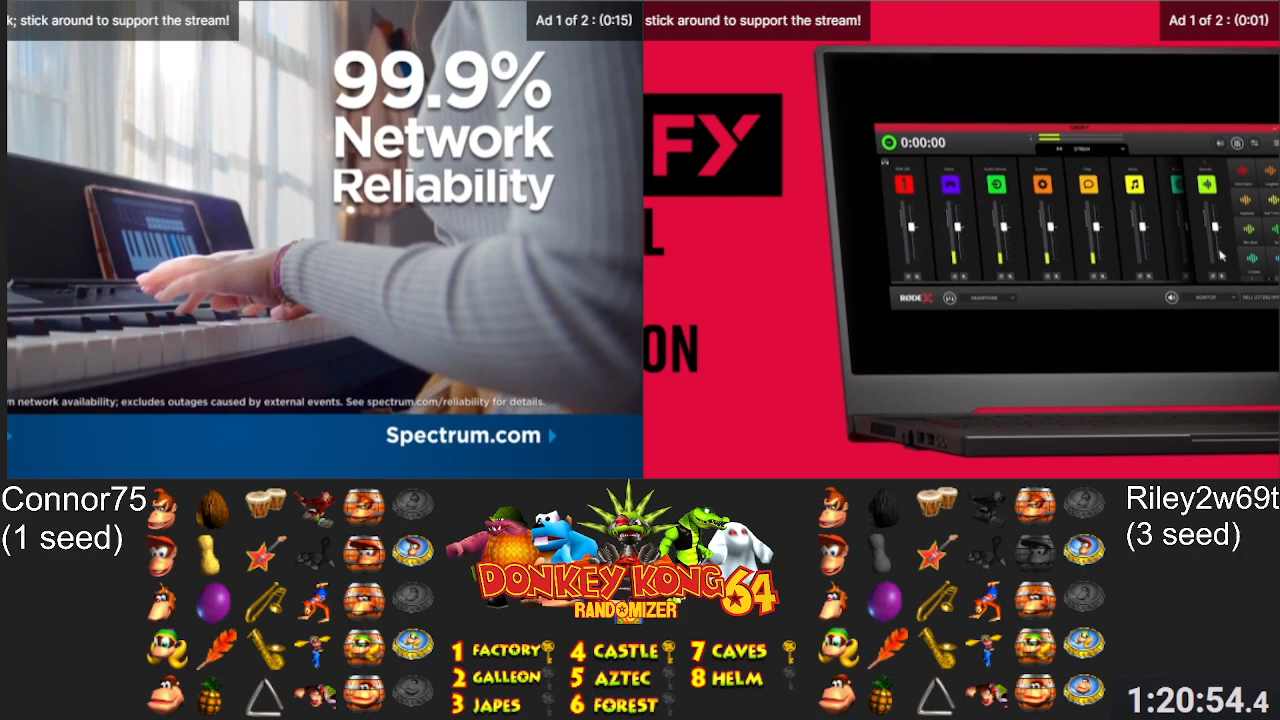 k; stick around to support the stream!
Ad 1 of 2 : (0:15)
99.9%
Network
Reliability
m network availability; excludes outages caused by external events. See spectrum.com/reliability for details.
Spectrum.com
stick around to support the stream!
Ad 1 of 2 : (0:01)
FY
L
ON
0:00:00
STREAM
RØDE X
HEADPHONE
MONITOR
Connor75
(1 seed)
DONKEY KONG 64
RANDOMIZER
1 FACTORY
2 GALLEON
3 JAPES
4 CASTLE
5 AZTEC
6 FOREST
7 CAVES
8 HELM
Riley2w69t
(3 seed)
1:20:54.4